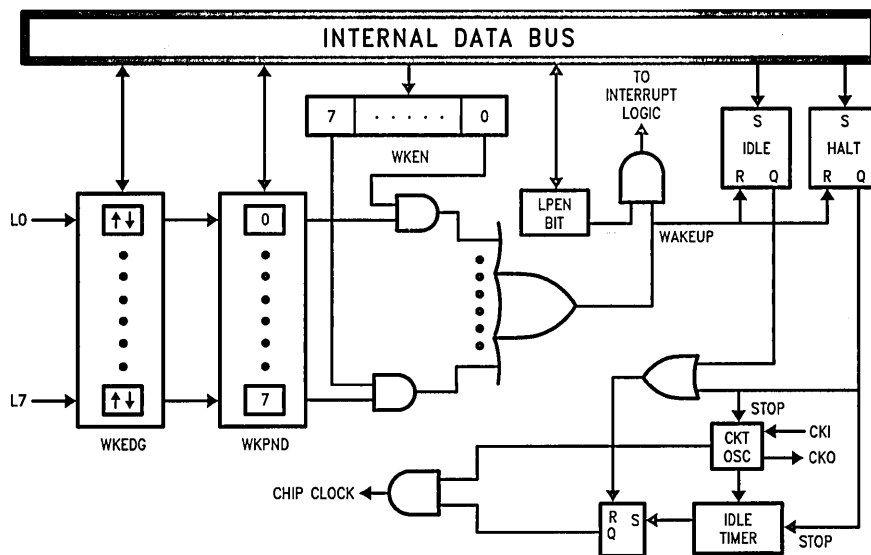 INTERNAL DATA BUS
TO
INTERRUPT
LOGIC
7 · · · · · 0
WKEN
S
IDLE
R Q
S
HALT
R Q
LPEN
BIT
WAKEUP
L0
↑↓
0
L7
↑↓
7
WKEDG
WKPND
STOP
CKT
OSC
CKI
CKO
CHIP CLOCK
R S
Q
IDLE
TIMER
STOP